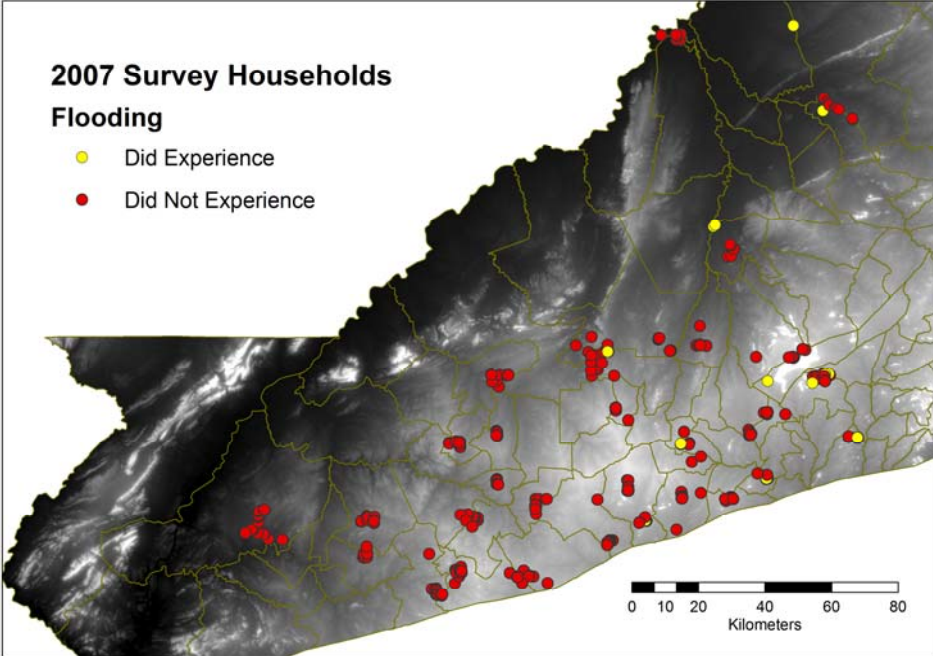 2007 Survey Households
Flooding
Did Experience
Did Not Experience
0 10 20 40 60 80
Kilometers